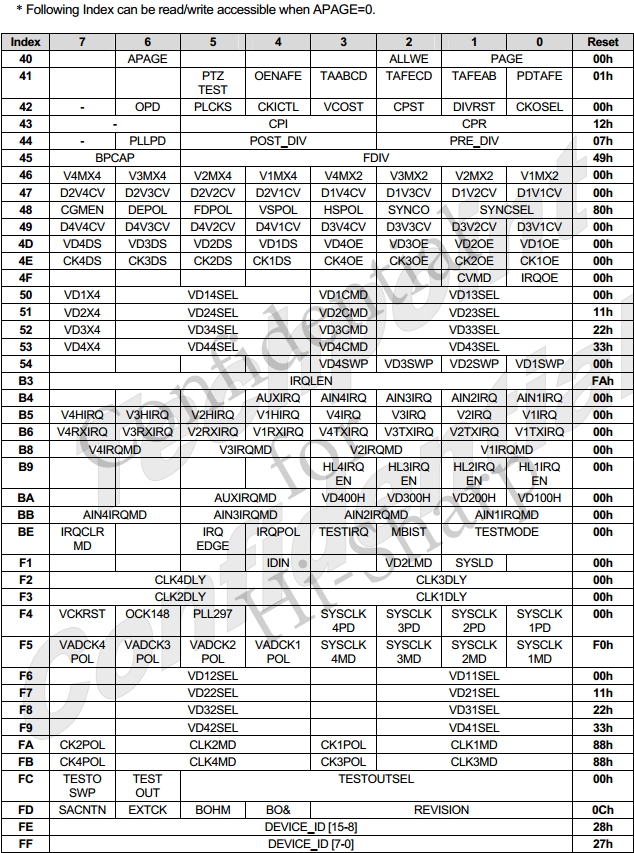 * Following Index can be read/write accessible when APAGE=0.
Index 7 6 5 4 3 2 1 0 Reset
40 APAGE ALLWE PAGE 00h
41 PTZ TEST OENAFE TAABCD TAFECD TAFEAB PDTAFE 01h
42 - OPD PLCKS CKICTL VCOST CPST DIVRST CKOSEL 00h
43 - CPI CPR 12h
44 - PLLPD POST_DIV PRE_DIV 07h
45 BPCAP FDIV 49h
46 V4MX4 V3MX4 V2MX4 V1MX4 V4MX2 V3MX2 V2MX2 V1MX2 00h
47 D2V4CV D2V3CV D2V2CV D2V1CV D1V4CV D1V3CV D1V2CV D1V1CV 00h
48 CGMEN DEPOL FDPOL VSPOL HSPOL SYNCO SYNCSEL 80h
49 D4V4CV D4V3CV D4V2CV D4V1CV D3V4CV D3V3CV D3V2CV D3V1CV 00h
4D VD4DS VD3DS VD2DS VD1DS VD4OE VD3OE VD2OE VD1OE 00h
4E CK4DS CK3DS CK2DS CK1DS CK4OE CK3OE CK2OE CK1OE 00h
4F CVMD IRQOE 00h
50 VD1X4 VD14SEL VD1CMD VD13SEL 00h
51 VD2X4 VD24SEL VD2CMD VD23SEL 11h
52 VD3X4 VD34SEL VD3CMD VD33SEL 22h
53 VD4X4 VD44SEL VD4CMD VD43SEL 33h
54 VD4SWP VD3SWP VD2SWP VD1SWP 00h
B3 IRQLEN FAh
B4 AUXIRQ AIN4IRQ AIN3IRQ AIN2IRQ AIN1IRQ 00h
B5 V4HIRQ V3HIRQ V2HIRQ V1HIRQ V4IRQ V3IRQ V2IRQ V1IRQ 00h
B6 V4RXIRQ V3RXIRQ V2RXIRQ V1RXIRQ V4TXIRQ V3TXIRQ V2TXIRQ V1TXIRQ 00h
B8 V4IRQMD V3IRQMD V2IRQMD V1IRQMD 00h
B9 HL4IRQ EN HL3IRQ EN HL2IRQ EN HL1IRQ EN 00h
BA AUXIRQMD VD400H VD300H VD200H VD100H 00h
BB AIN4IRQMD AIN3IRQMD AIN2IRQMD AIN1IRQMD 00h
BE IRQCLR MD IRQ EDGE IRQPOL TESTIRQ MBIST TESTMODE 00h
F1 IDIN VD2LMD SYSLD 00h
F2 CLK4DLY CLK3DLY 00h
F3 CLK2DLY CLK1DLY 00h
F4 VCKRST OCK148 PLL297 SYSCLK 4PD SYSCLK 3PD SYSCLK 2PD SYSCLK 1PD 00h
F5 VADCK4 POL VADCK3 POL VADCK2 POL VADCK1 POL SYSCLK 4MD SYSCLK 3MD SYSCLK 2MD SYSCLK 1MD F0h
F6 VD12SEL VD11SEL 00h
F7 VD22SEL VD21SEL 11h
F8 VD32SEL VD31SEL 22h
F9 VD42SEL VD41SEL 33h
FA CK2POL CLK2MD CK1POL CLK1MD 88h
FB CK4POL CLK4MD CK3POL CLK3MD 88h
FC TESTO SWP TEST OUT TESTOUTSEL 00h
FD SACNTN EXTCK BOHM BO& REVISION 0Ch
FE DEVICE_ID [15-8] 28h
FF DEVICE_ID [7-0] 27h
Techpoint
Confidential
Confidential
for
Hi-Sharp